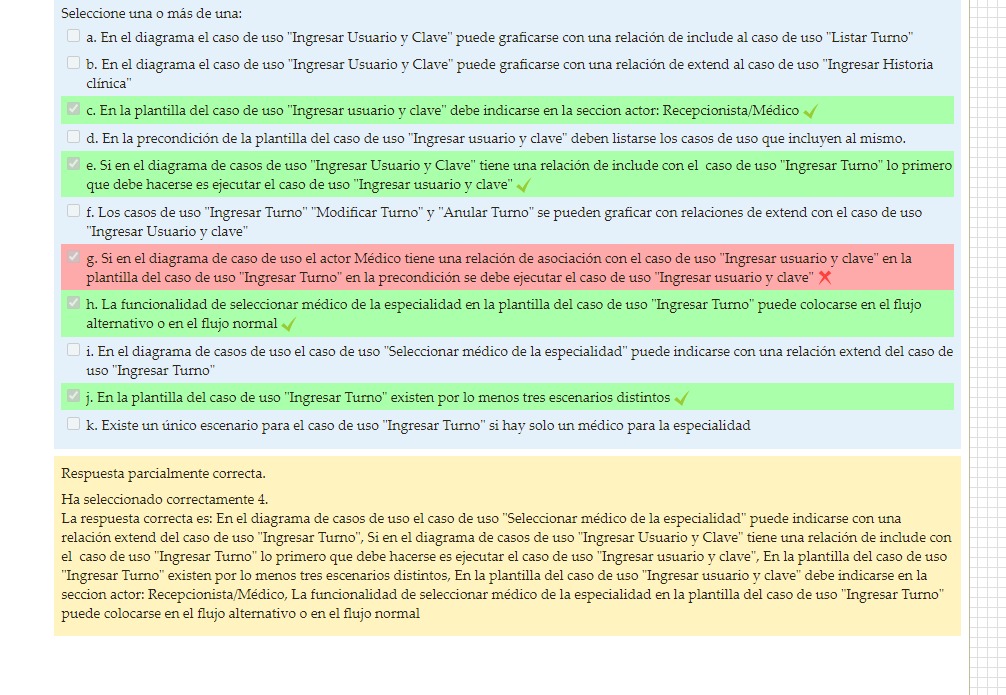 Seleccione una o más de una:
a. En el diagrama el caso de uso "Ingresar Usuario y Clave" puede graficarse con una relación de include al caso de uso "Listar Turno"
b. En el diagrama el caso de uso "Ingresar Usuario y Clave" puede graficarse con una relación de extend al caso de uso "Ingresar Historia
clínica"
c. En la plantilla del caso de uso "Ingresar usuario y clave" debe indicarse en la seccion actor: Recepcionista/Médico
d. En la precondición de la plantilla del caso de uso "Ingresar usuario y clave" deben listarse los casos de uso que incluyen al mismo.
e. Si en el diagrama de casos de uso "Ingresar Usuario y Clave" tiene una relación de include con el caso de uso "Ingresar Turno" lo primero
que debe hacerse es ejecutar el caso de uso "Ingresar usuario y clave"
f. Los casos de uso "Ingresar Turno" "Modificar Turno" y "Anular Turno" se pueden graficar con relaciones de extend con el caso de uso
"Ingresar Usuario y clave"
g. Si en el diagrama de caso de uso el actor Médico tiene una relación de asociación con el caso de uso "Ingresar usuario y clave" en la
plantilla del caso de uso "Ingresar Turno" en la precondición se debe ejecutar el caso de uso "Ingresar usuario y clave"
h. La funcionalidad de seleccionar médico de la especialidad en la plantilla del caso de uso "Ingresar Turno" puede colocarse en el flujo
alternativo o en el flujo normal
i. En el diagrama de casos de uso el caso de uso "Seleccionar médico de la especialidad" puede indicarse con una relación extend del caso de
uso "Ingresar Turno"
j. En la plantilla del caso de uso "Ingresar Turno" existen por lo menos tres escenarios distintos
k. Existe un único escenario para el caso de uso "Ingresar Turno" si hay solo un médico para la especialidad
Respuesta parcialmente correcta.
Ha seleccionado correctamente 4.
La respuesta correcta es: En el diagrama de casos de uso el caso de uso "Seleccionar médico de la especialidad" puede indicarse con una
relación extend del caso de uso "Ingresar Turno", Si en el diagrama de casos de uso "Ingresar Usuario y Clave" tiene una relación de include con
el caso de uso "Ingresar Turno" lo primero que debe hacerse es ejecutar el caso de uso "Ingresar usuario y clave", En la plantilla del caso de uso
"Ingresar Turno" existen por lo menos tres escenarios distintos, En la plantilla del caso de uso "Ingresar usuario y clave" debe indicarse en la
seccion actor: Recepcionista/Médico, La funcionalidad de seleccionar médico de la especialidad en la plantilla del caso de uso "Ingresar Turno"
puede colocarse en el flujo alternativo o en el flujo normal